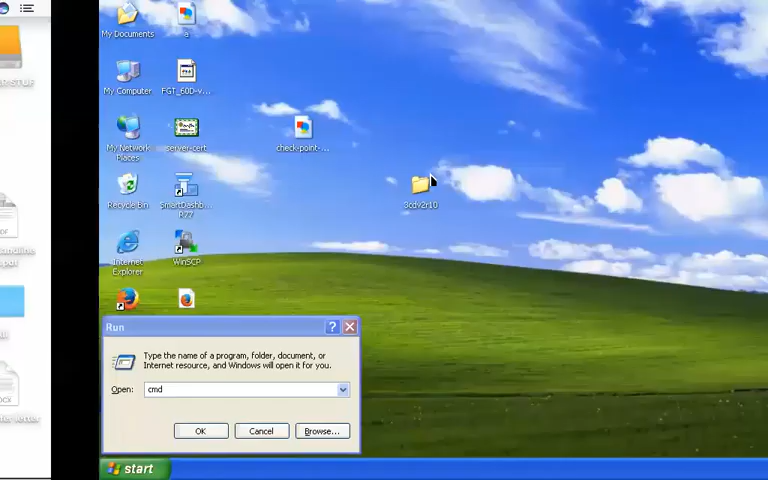 My Documents
a
My Computer
FGT_60D-v...
My Network
Places
server-cert
check-point-...
Recycle Bin
SmartDashb...
R77
3cdv2r10
Internet
Explorer
WinSCP
Run
Type the name of a program, folder, document, or
Internet resource, and Windows will open it for you.
Open:
cmd
OK
Cancel
Browse...
start